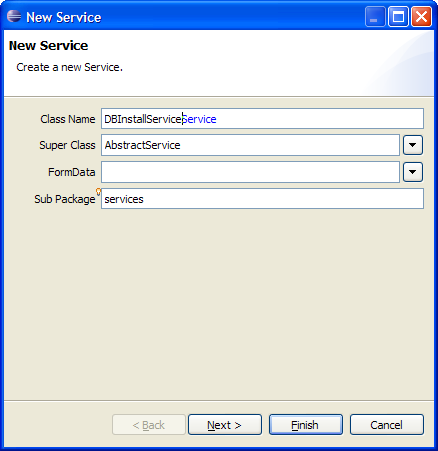 New Service
New Service
Create a new Service.
Class Name DBInstallServiceService
Super Class AbstractService
FormData
Sub Package services
< Back Next > Finish Cancel